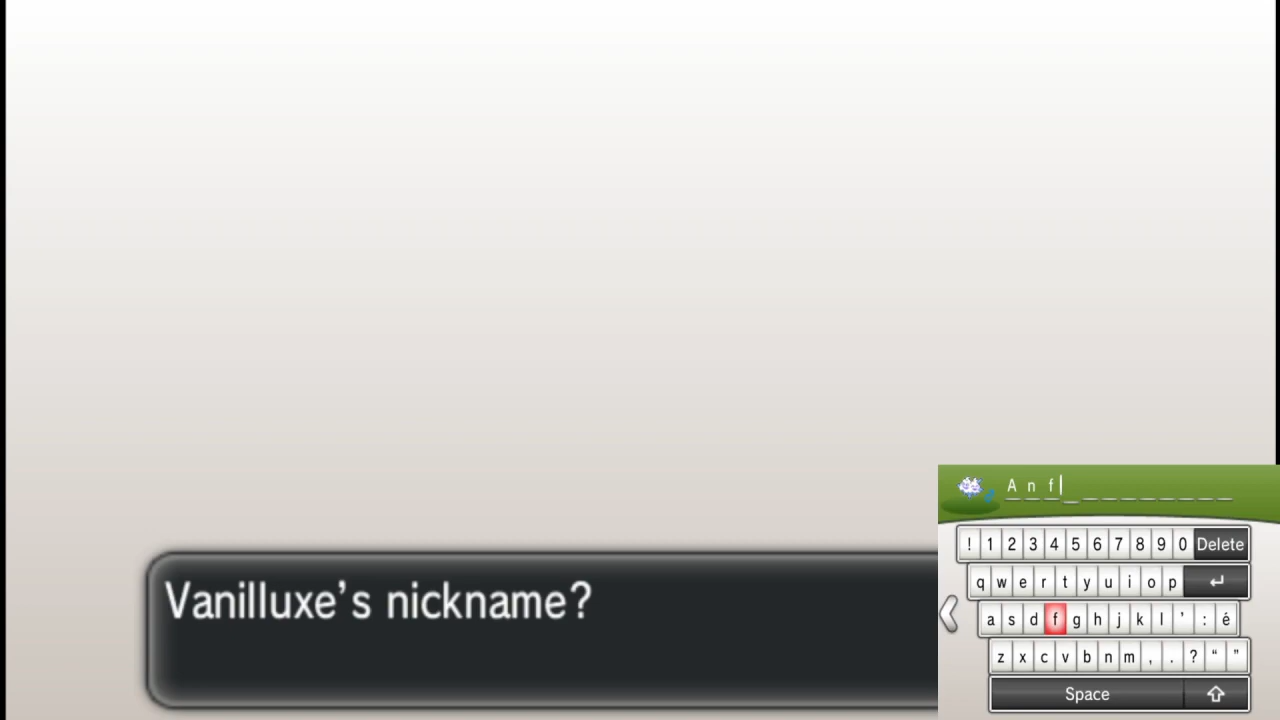 Vanilluxe’s nickname?
A n f
! 1 2 3 4 5 6 7 8 9 0 Delete
q w e r t y u i o p ↵
a s d f g h j k l ’ : é
z x c v b n m , . ? “ ”
Space